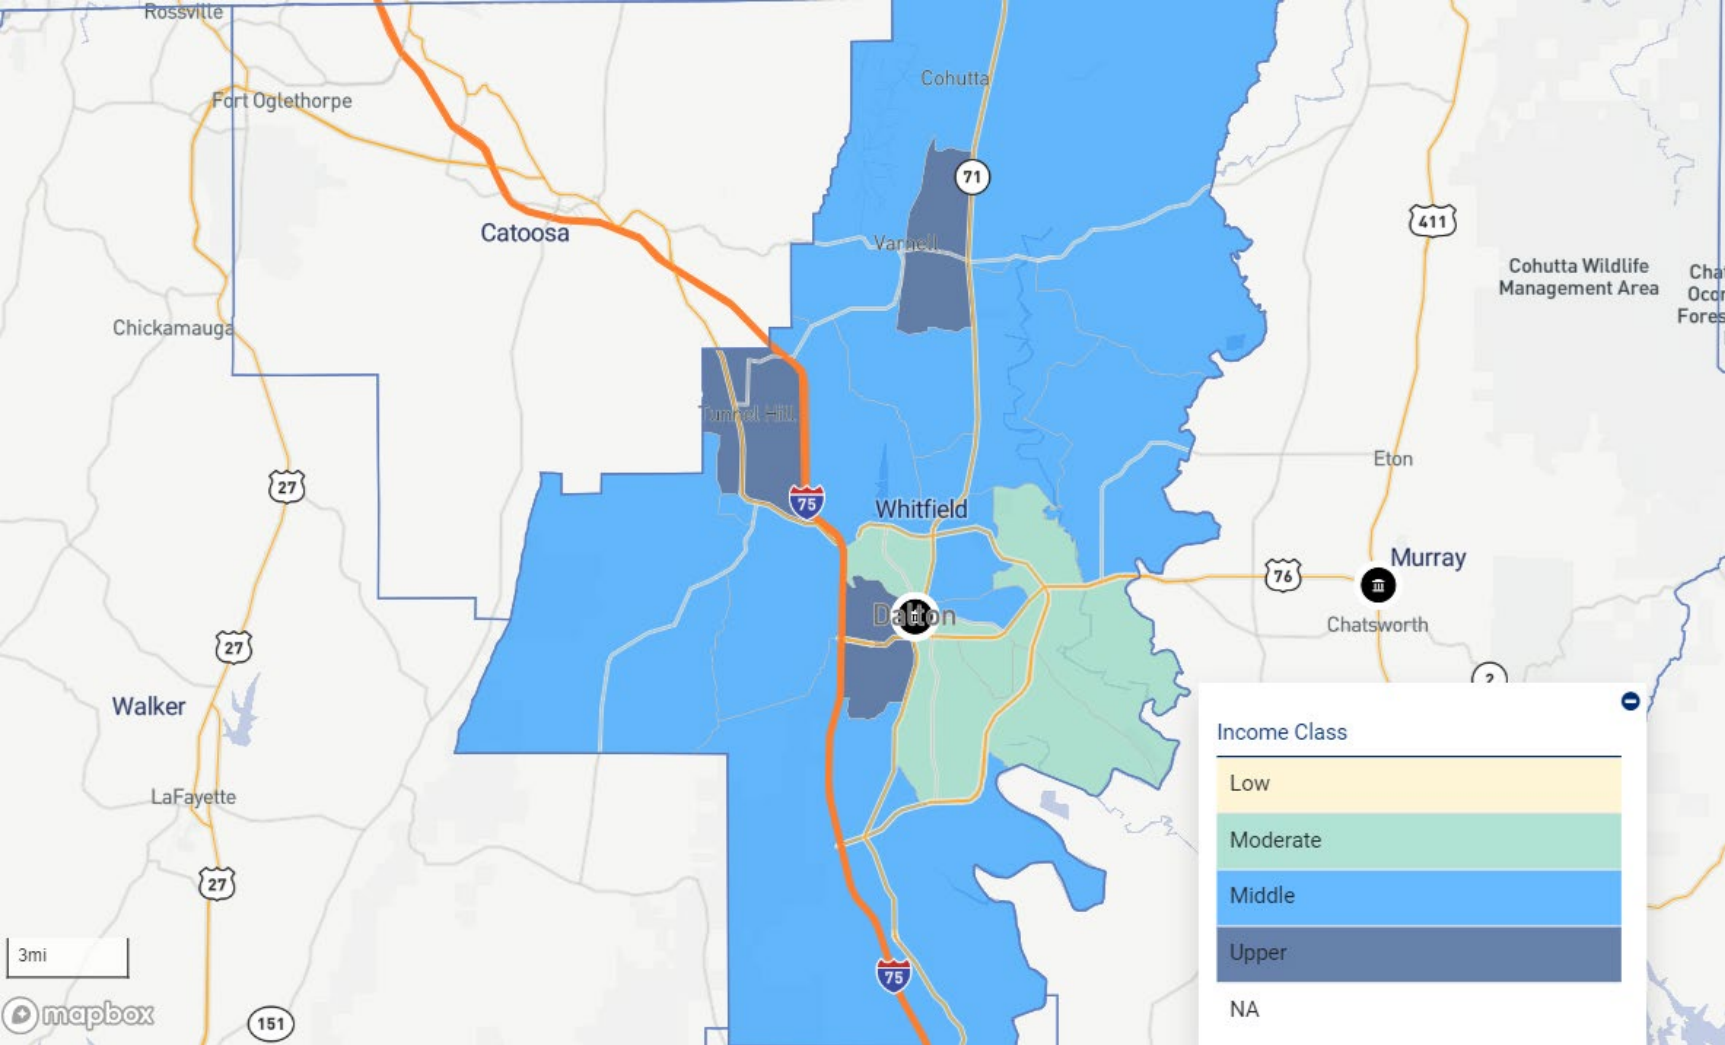 Rossville
Cohutta
Fort Oglethorpe
71
411
Catoosa
Varnell
Cohutta Wildlife
Management Area
Chickamauga
Tunnel Hill
Eton
27
75
Whitfield
Murray
76
Dalton
Chatsworth
27
2
Walker
LaFayette
27
3mi
75
mapbox
151
Income Class
Low
Moderate
Middle
Upper
NA